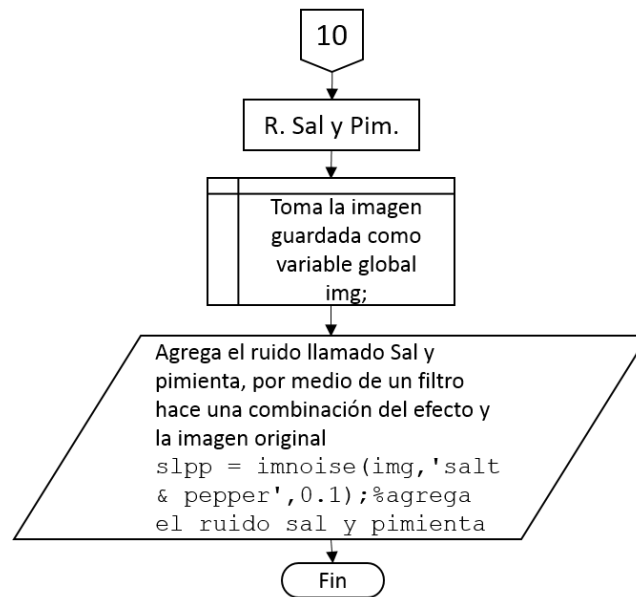 10
R. Sal y Pim.
Toma la imagen
guardada como
variable global
img;
Agrega el ruido llamado Sal y
pimienta, por medio de un filtro
hace una combinación del efecto y
la imagen original
slpp = imnoise(img,'salt
& pepper',0.1);%agrega
el ruido sal y pimienta
Fin